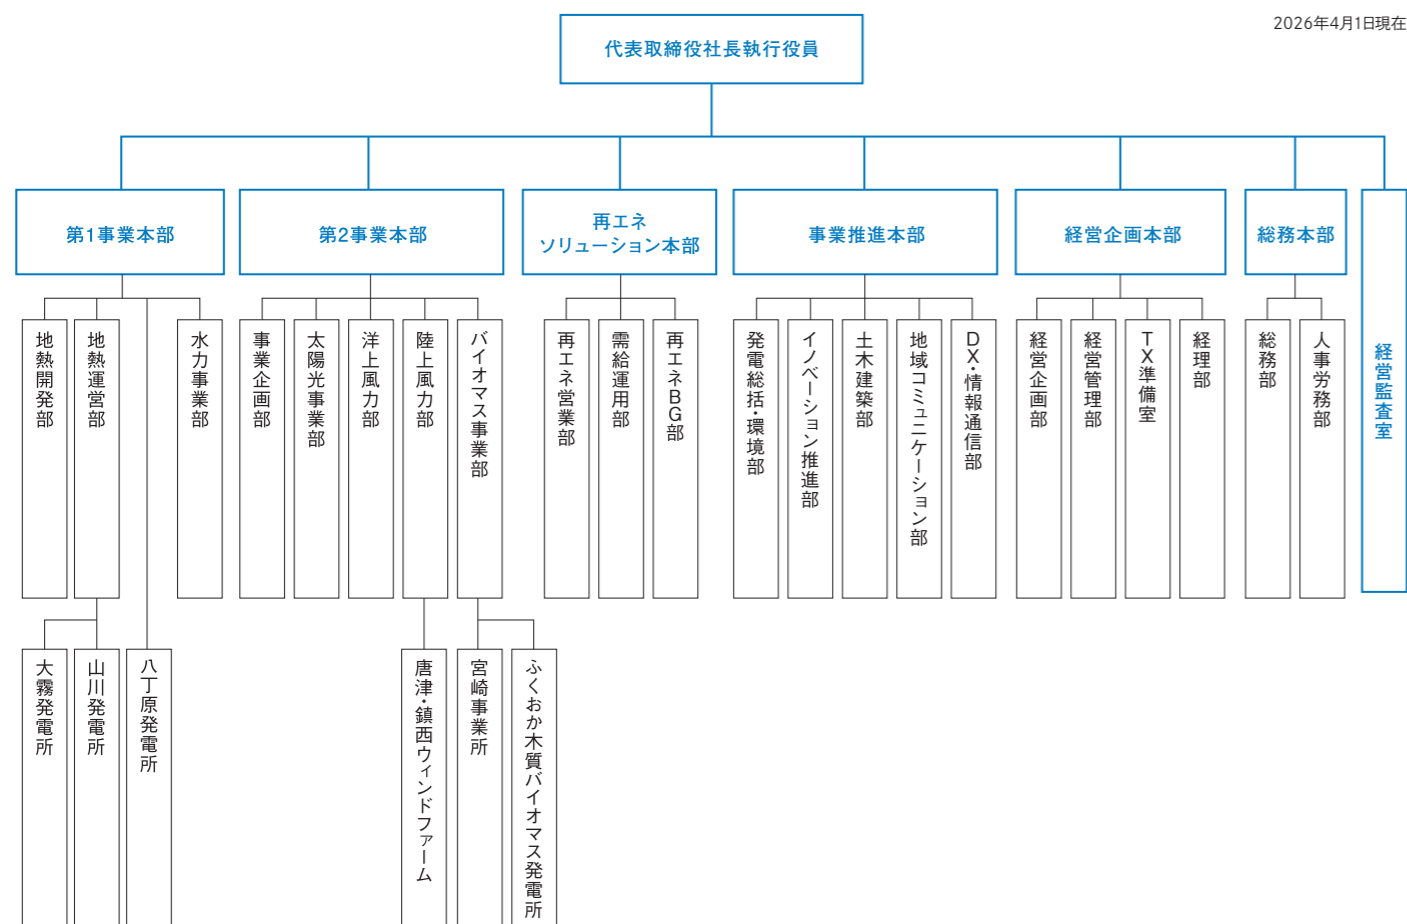 2026年4月1日現在
代表取締役社長執行役員
第1事業本部
第2事業本部
再エネ
ソリューション本部
事業推進本部
経営企画本部
総務本部
経営監査室
地熱開発部
地熱運営部
水力事業部
事業企画部
太陽光事業部
洋上風力部
陸上風力部
バイオマス事業部
再エネ営業部
需給運用部
再エネBG部
発電総括・環境部
イノベーション推進部
土木建築部
地域コミュニケーション部
DX・情報通信部
経営企画部
経営管理部
TX準備室
経理部
総務部
人事労務部
大霧発電所
山川発電所
八丁原発電所
唐津・鎮西ウィンドファーム
宮崎事業所
ふくおか木質バイオマス発電所